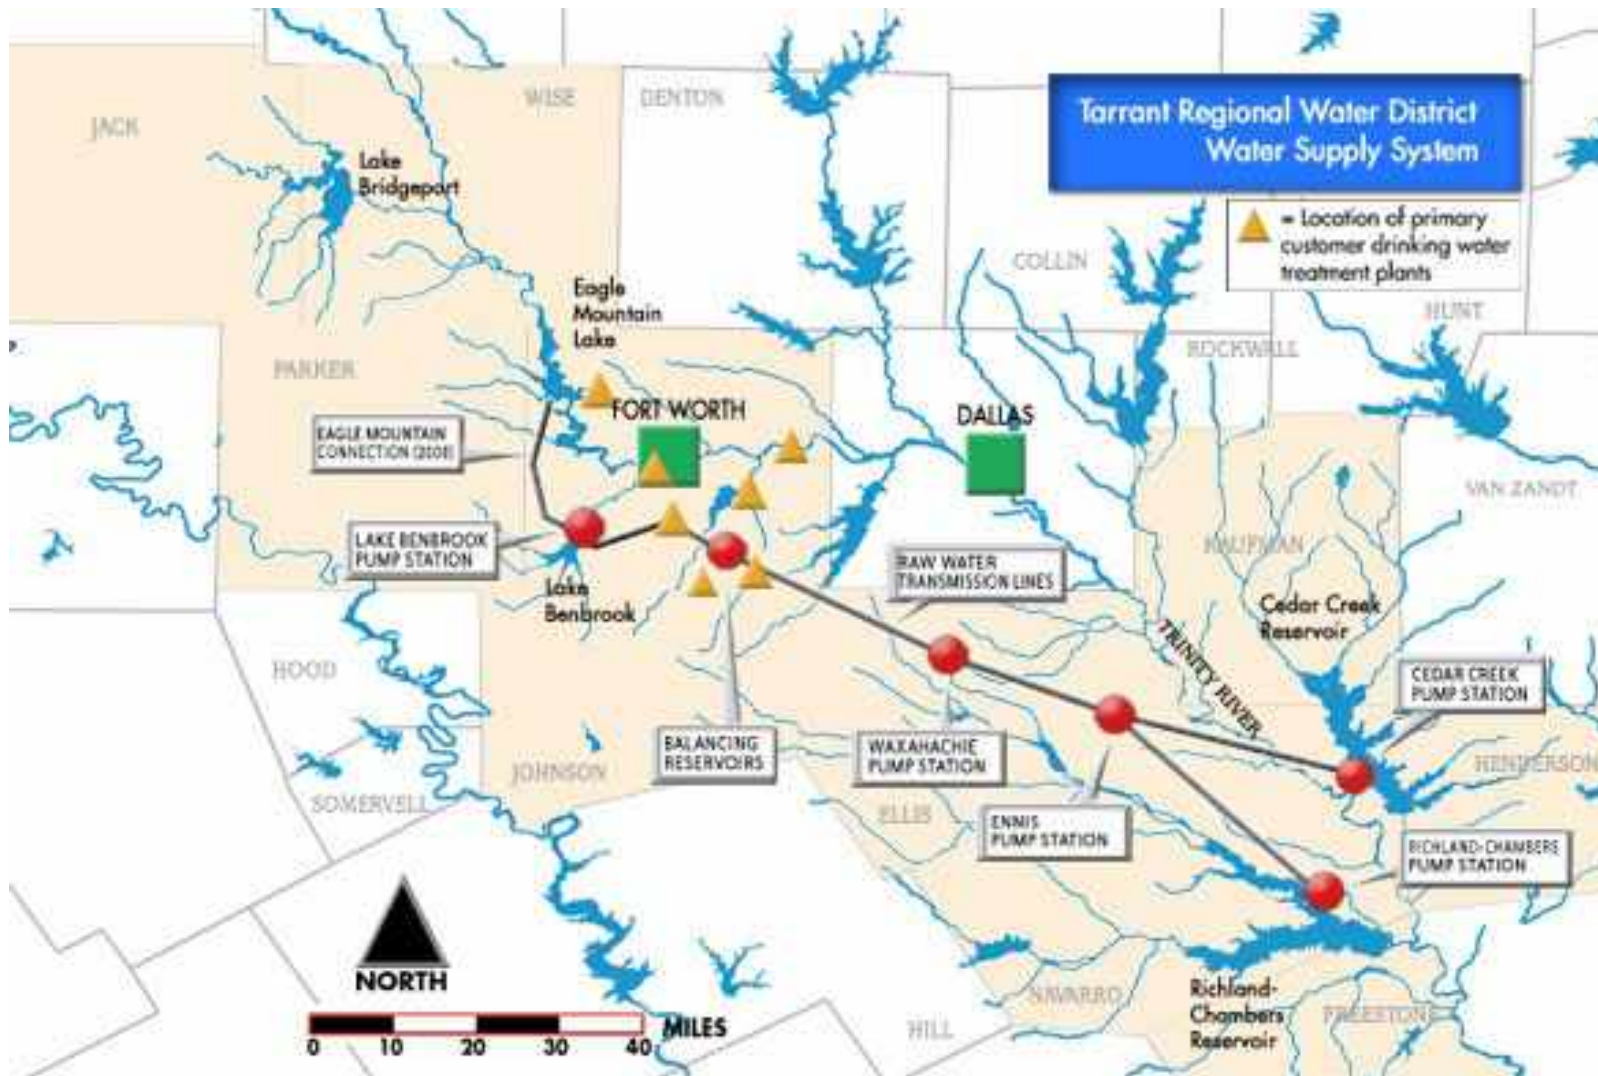 Tarrant Regional Water District
Water Supply System
= Location of primary
customer drinking water
treatment plants
JACK
WISE
DENTON
COLLIN
HUNT
ROCKWALL
Lake
Bridgeport
Eagle
Mountain
Lake
PARKER
FORT WORTH
DALLAS
EAGLE MOUNTAIN
CONNECTION (2008)
VAN ZANDT
KAUFMAN
LAKE BENBROOK
PUMP STATION
RAW WATER
TRANSMISSION LINES
Lake
Benbrook
Cedar Creek
Reservoir
TRINITY RIVER
HOOD
CEDAR CREEK
PUMP STATION
BALANCING
RESERVOIRS
WAXAHACHIE
PUMP STATION
JOHNSON
HENDERSON
SOMERVELL
ELLIS
ENNIS
PUMP STATION
RICHLAND-CHAMBERS
PUMP STATION
NORTH
NAVARRO
Richland-
Chambers
Reservoir
FREESTONE
HILL
MILES
0 10 20 30 40